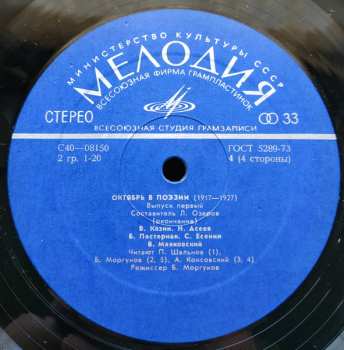 МИНИСТЕРСТВО КУЛЬТУРЫ СССР
МЕЛОДИЯ
ВСЕСОЮЗНАЯ ФИРМА ГРАМПЛАСТИНОК
СТЕРЕО
33
ВСЕСОЮЗНАЯ СТУДИЯ ГРАМЗАПИСИ
С40—08150
ГОСТ 5289-73
2 гр. 1-20
4 (4 стороны)
ОКТЯБРЬ В ПОЭЗИИ (1917—1927)
Выпуск первый
Составитель Л. Озеров
(окончание)
В. Казин, Н. Асеев
Б. Пастернак, С. Есенин
В. Маяковский
Читают П. Шальнов (1),
Б. Моргунов (2, 5), А. Консовский (3, 4)
Режиссер Б. Моргунов